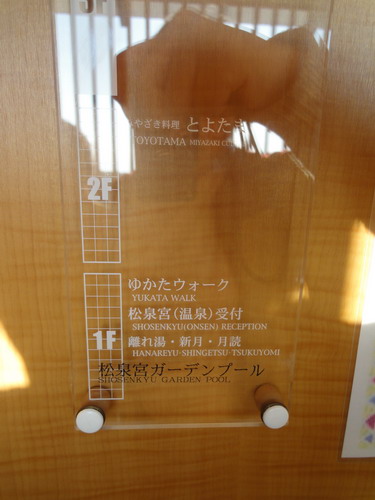 やざき料理 とよたま
TOYOTAMA MIYAZAKI
2F
ゆかたウォーク
YUKATA WALK
松泉宮(温泉)受付
SHOSENKYU(ONSEN) RECEPTION
1F
離れ湯・新月・月読
HANAREYU·SHINGETSU·TSUKUYOMI
松泉宮ガーデンプール
SHOSENKYU GARDEN POOL